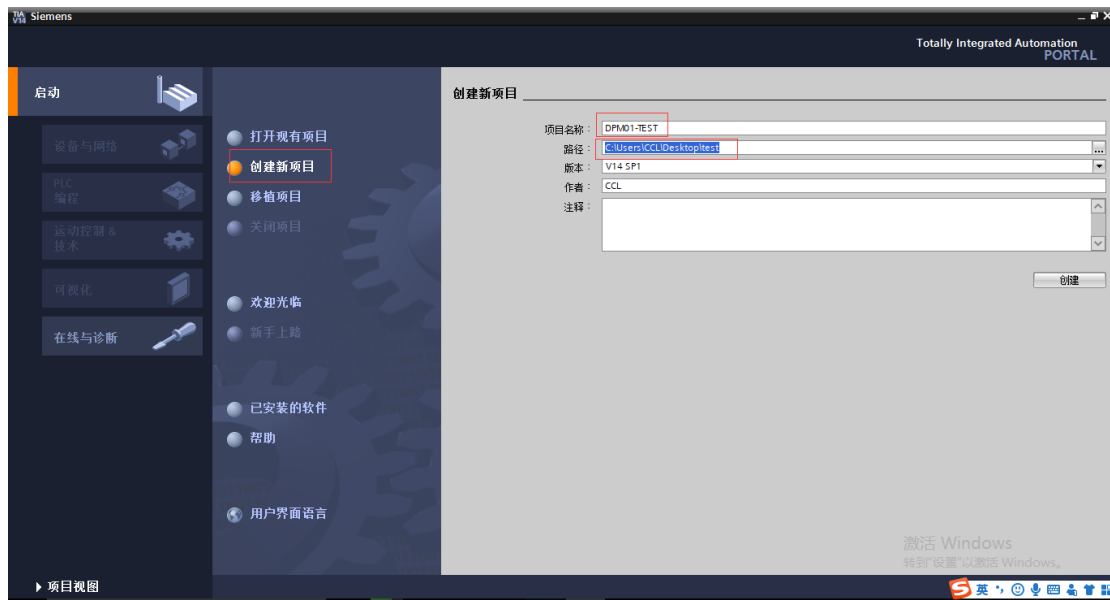 TIA
V14
Siemens
Totally Integrated Automation
PORTAL
启动
设备与网络
PLC
编程
运动控制 &
技术
可视化
在线与诊断
项目视图
打开现有项目
创建新项目
移植项目
关闭项目
欢迎光临
新手上路
已安装的软件
帮助
用户界面语言
创建新项目
项目名称: DPM01-TEST
路径: C:\Users\CCL\Desktop\test
...
版本: V14 SP1
作者: CCL
注释:
创建
激活 Windows
转到"设置"以激活 Windows。
英